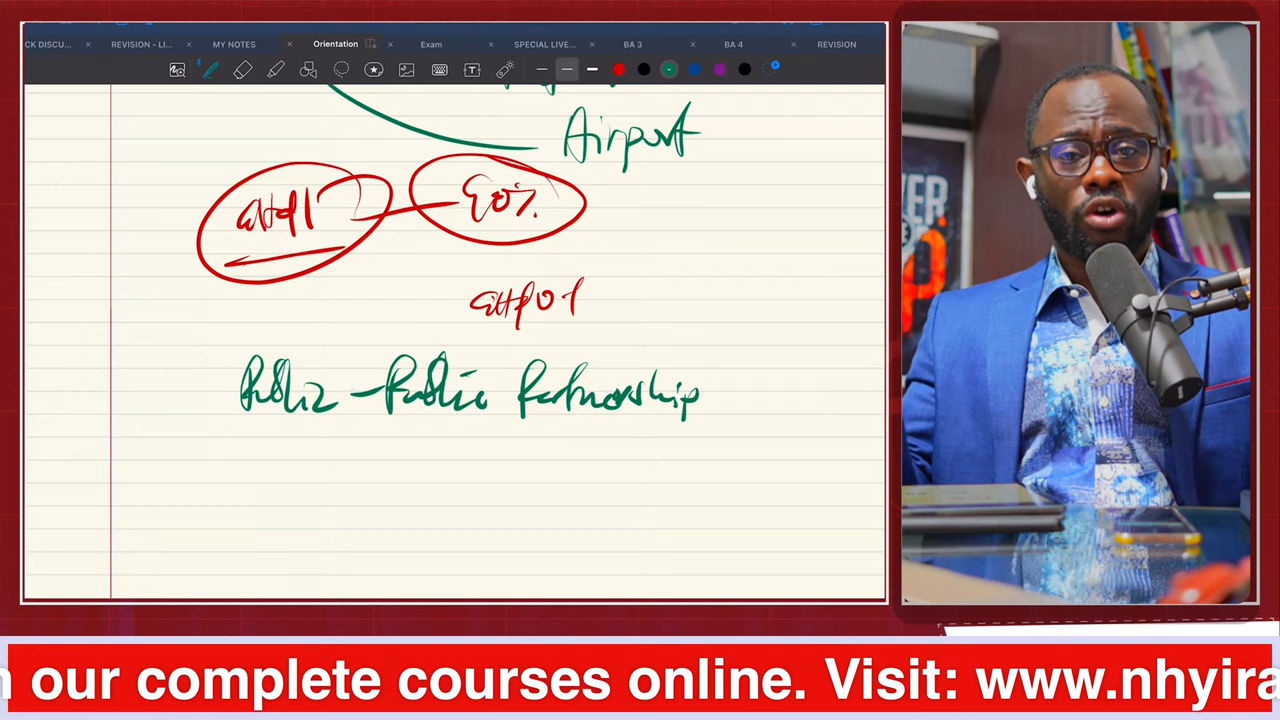 CK DISCU...
REVISION - LI...
MY NOTES
Orientation
Exam
SPECIAL LIVE...
BA 3
BA 4
REVISION
Airport
Public - Public Partnership
our complete courses online. Visit: www.nhyira